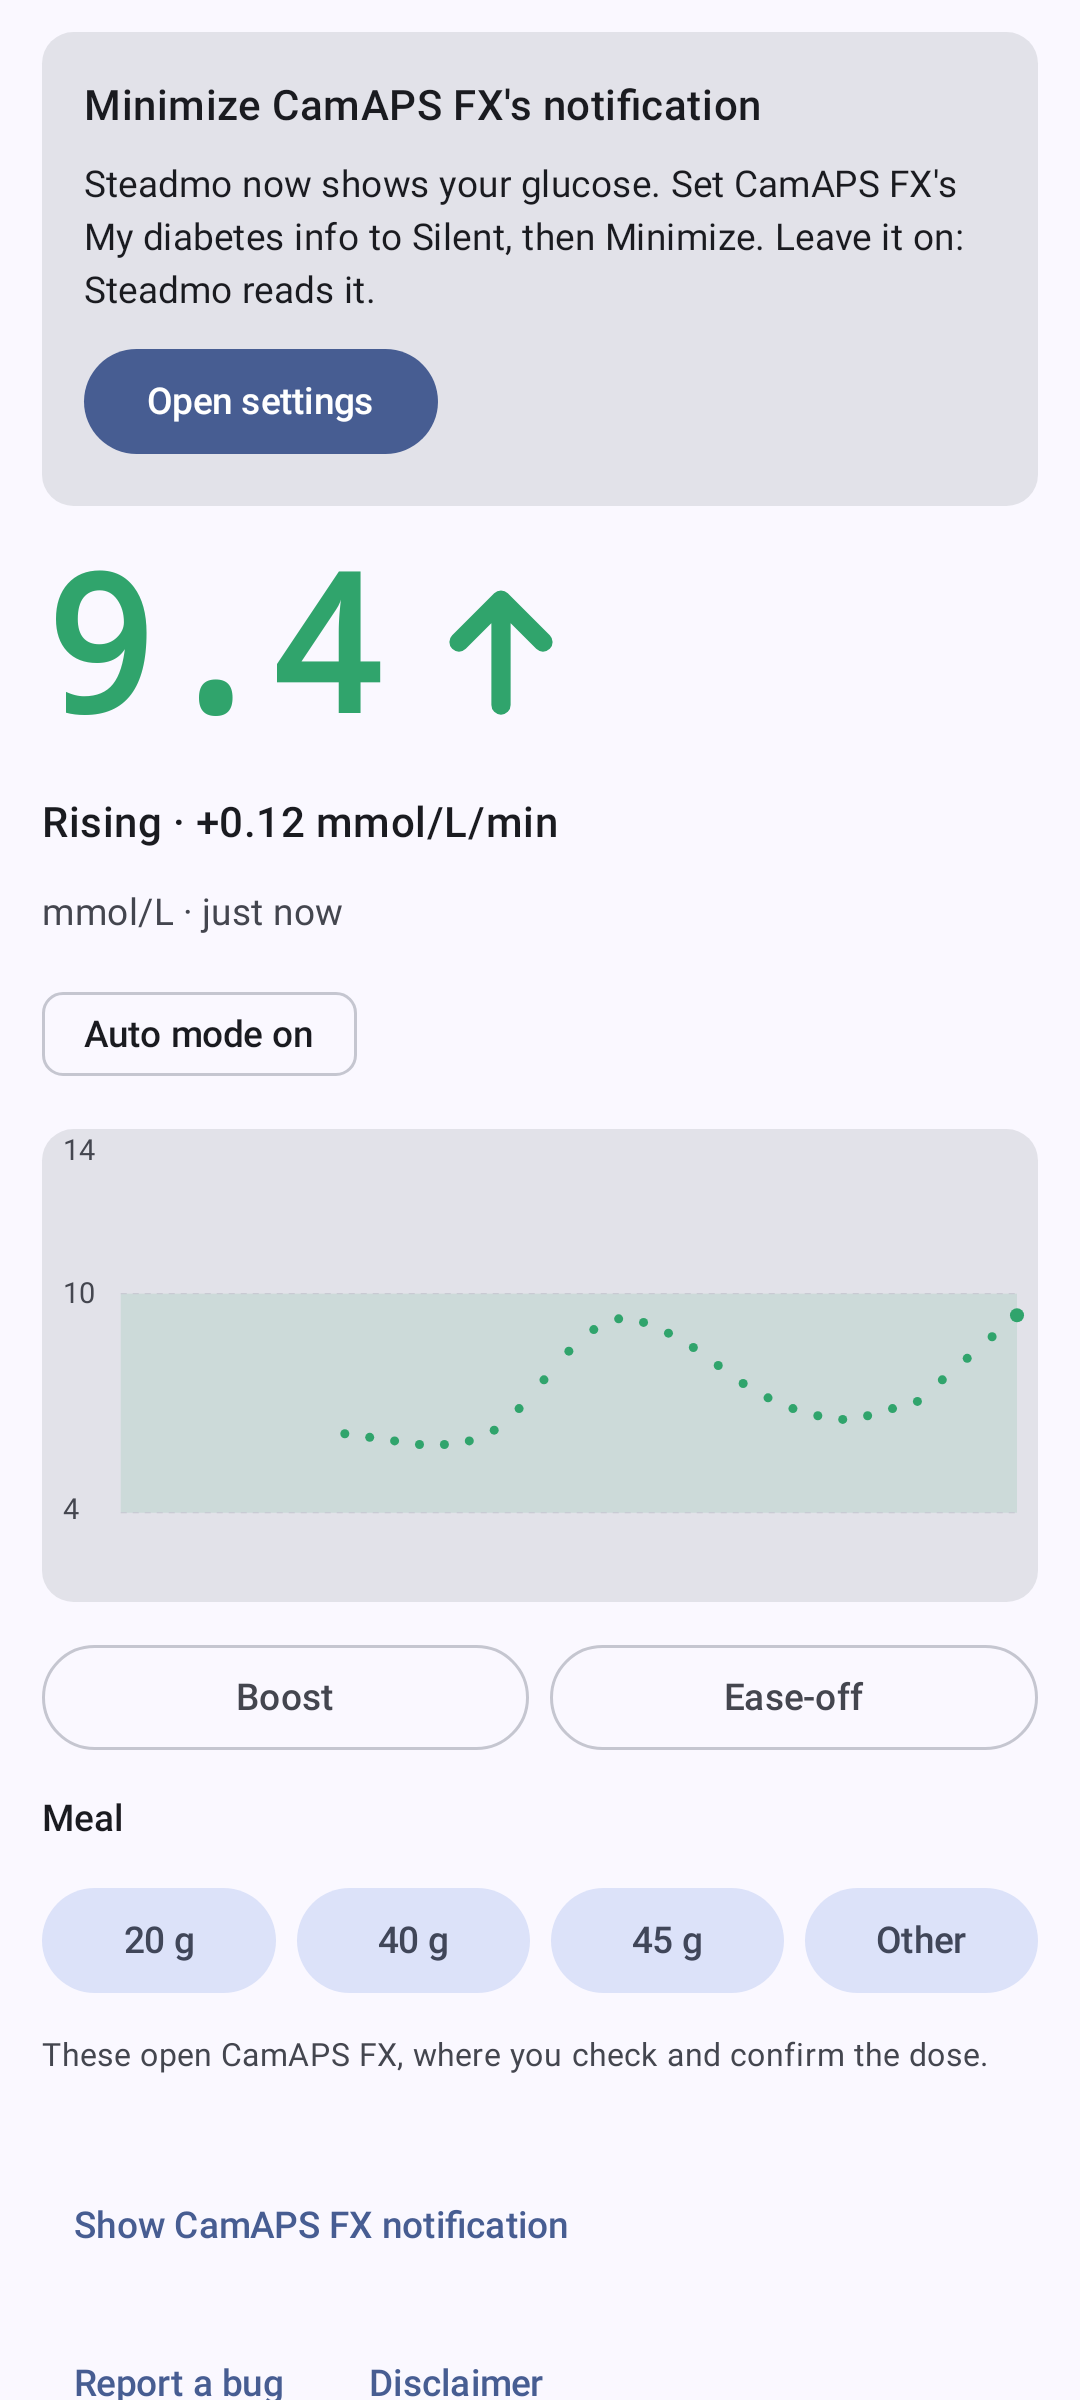 Minimize CamAPS FX's notification
Steadmo now shows your glucose. Set CamAPS FX's
My diabetes info to Silent, then Minimize. Leave it on:
Steadmo reads it.
Open settings
9.4
Rising · +0.12 mmol/L/min
mmol/L · just now
Auto mode on
14
10
4
Boost
Ease-off
Meal
20 g
40 g
45 g
Other
These open CamAPS FX, where you check and confirm the dose.
Show CamAPS FX notification
Report a bug
Disclaimer